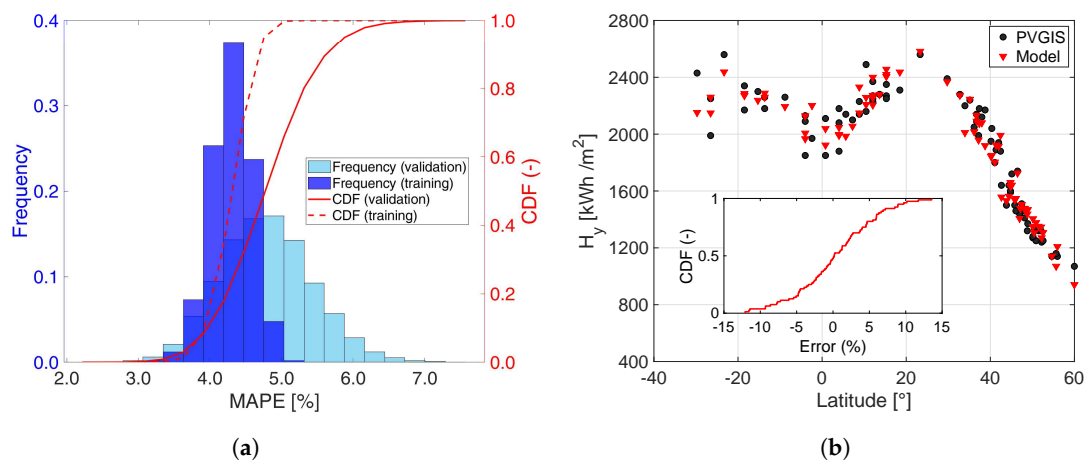 0.4
0.3
0.2
0.1
0.0
Frequency
2.0
3.0
4.0
5.0
6.0
7.0
MAPE [%]
1.0
0.8
0.6
0.4
0.2
0.0
CDF (-)
Frequency (validation)
Frequency (training)
CDF (validation)
CDF (training)
(a)
2800
2400
2000
1600
1200
800
400
H_y [kWh /m²]
-40
-20
0
20
40
60
Latitude [°]
PVGIS
Model
1
0.5
0
CDF (-)
-15
-10
-5
0
5
10
15
Error (%)
(b)